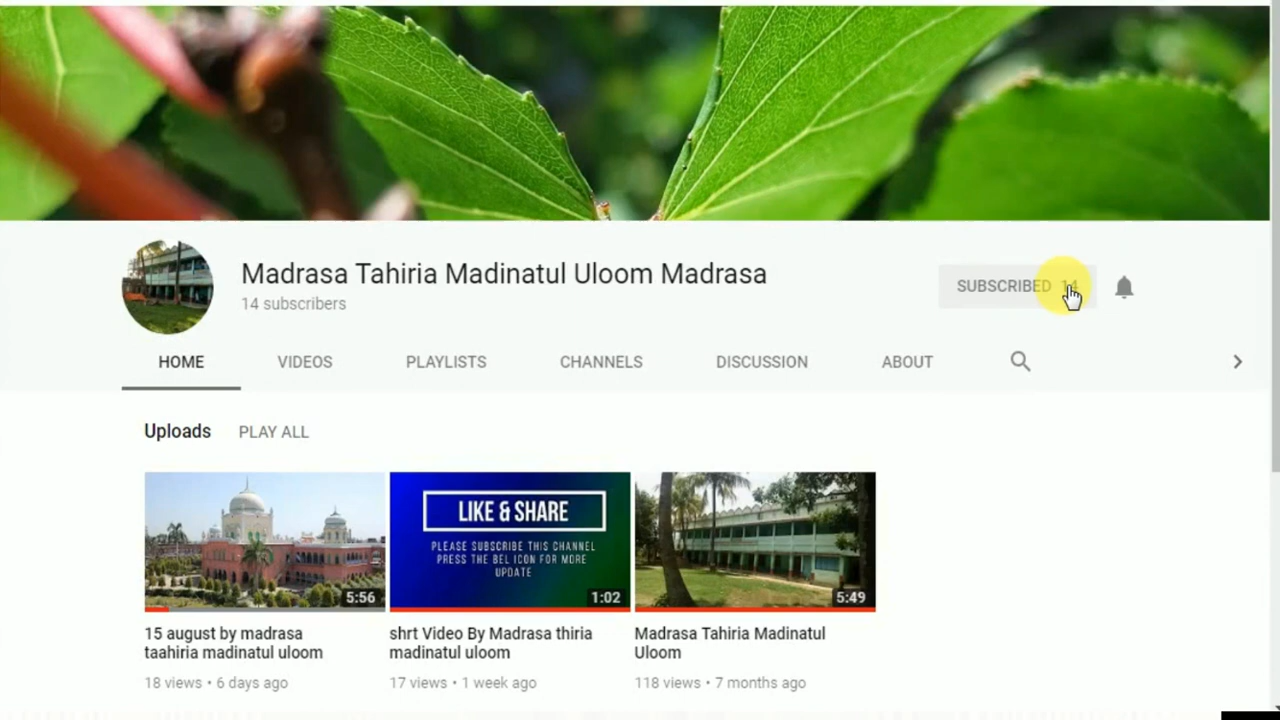 Madrasa Tahiria Madinatul Uloom Madrasa
14 subscribers
SUBSCRIBED 14
HOME VIDEOS PLAYLISTS CHANNELS DISCUSSION ABOUT
Uploads PLAY ALL
LIKE & SHARE
PLEASE SUBSCRIBE THIS CHANNEL
PRESS THE BEL ICON FOR MORE
UPDATE
5:56
1:02
5:49
15 august by madrasa
taahiria madinatul uloom
18 views • 6 days ago
shrt Video By Madrasa thiria
madinatul uloom
17 views • 1 week ago
Madrasa Tahiria Madinatul
Uloom
118 views • 7 months ago